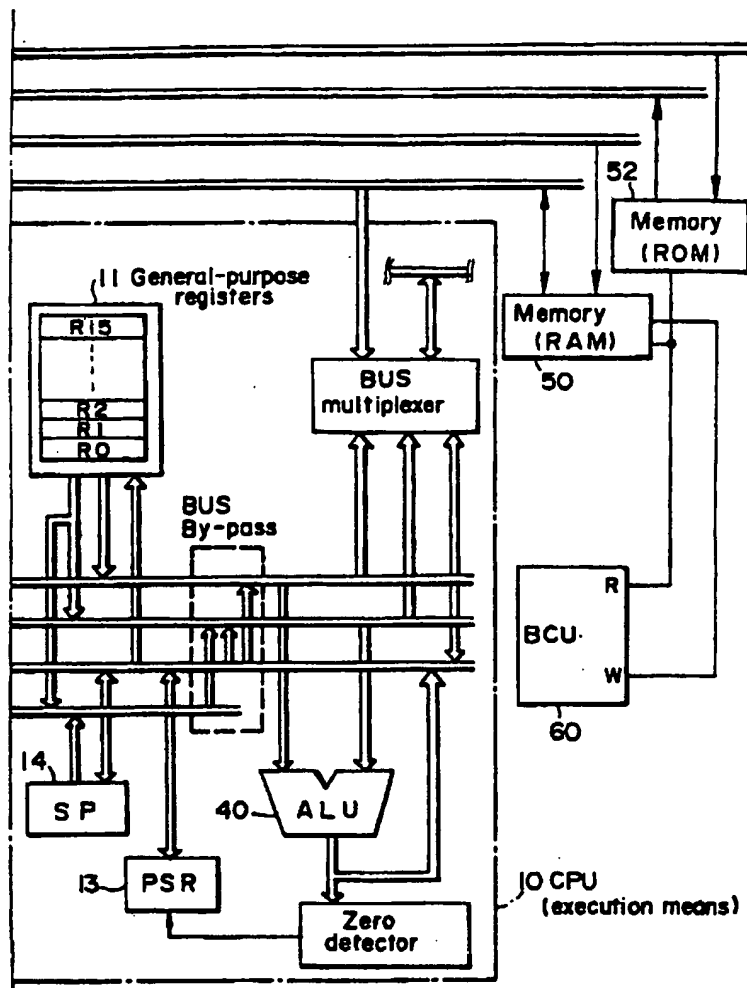 52
Memory
(ROM)
11 General-purpose
registers
R15
R2
R1
R0
Memory
(RAM)
50
BUS
multiplexer
BUS
By-pass
R
BCU
W
60
14
SP
40
ALU
13
PSR
10 CPU
(execution means)
Zero
detector